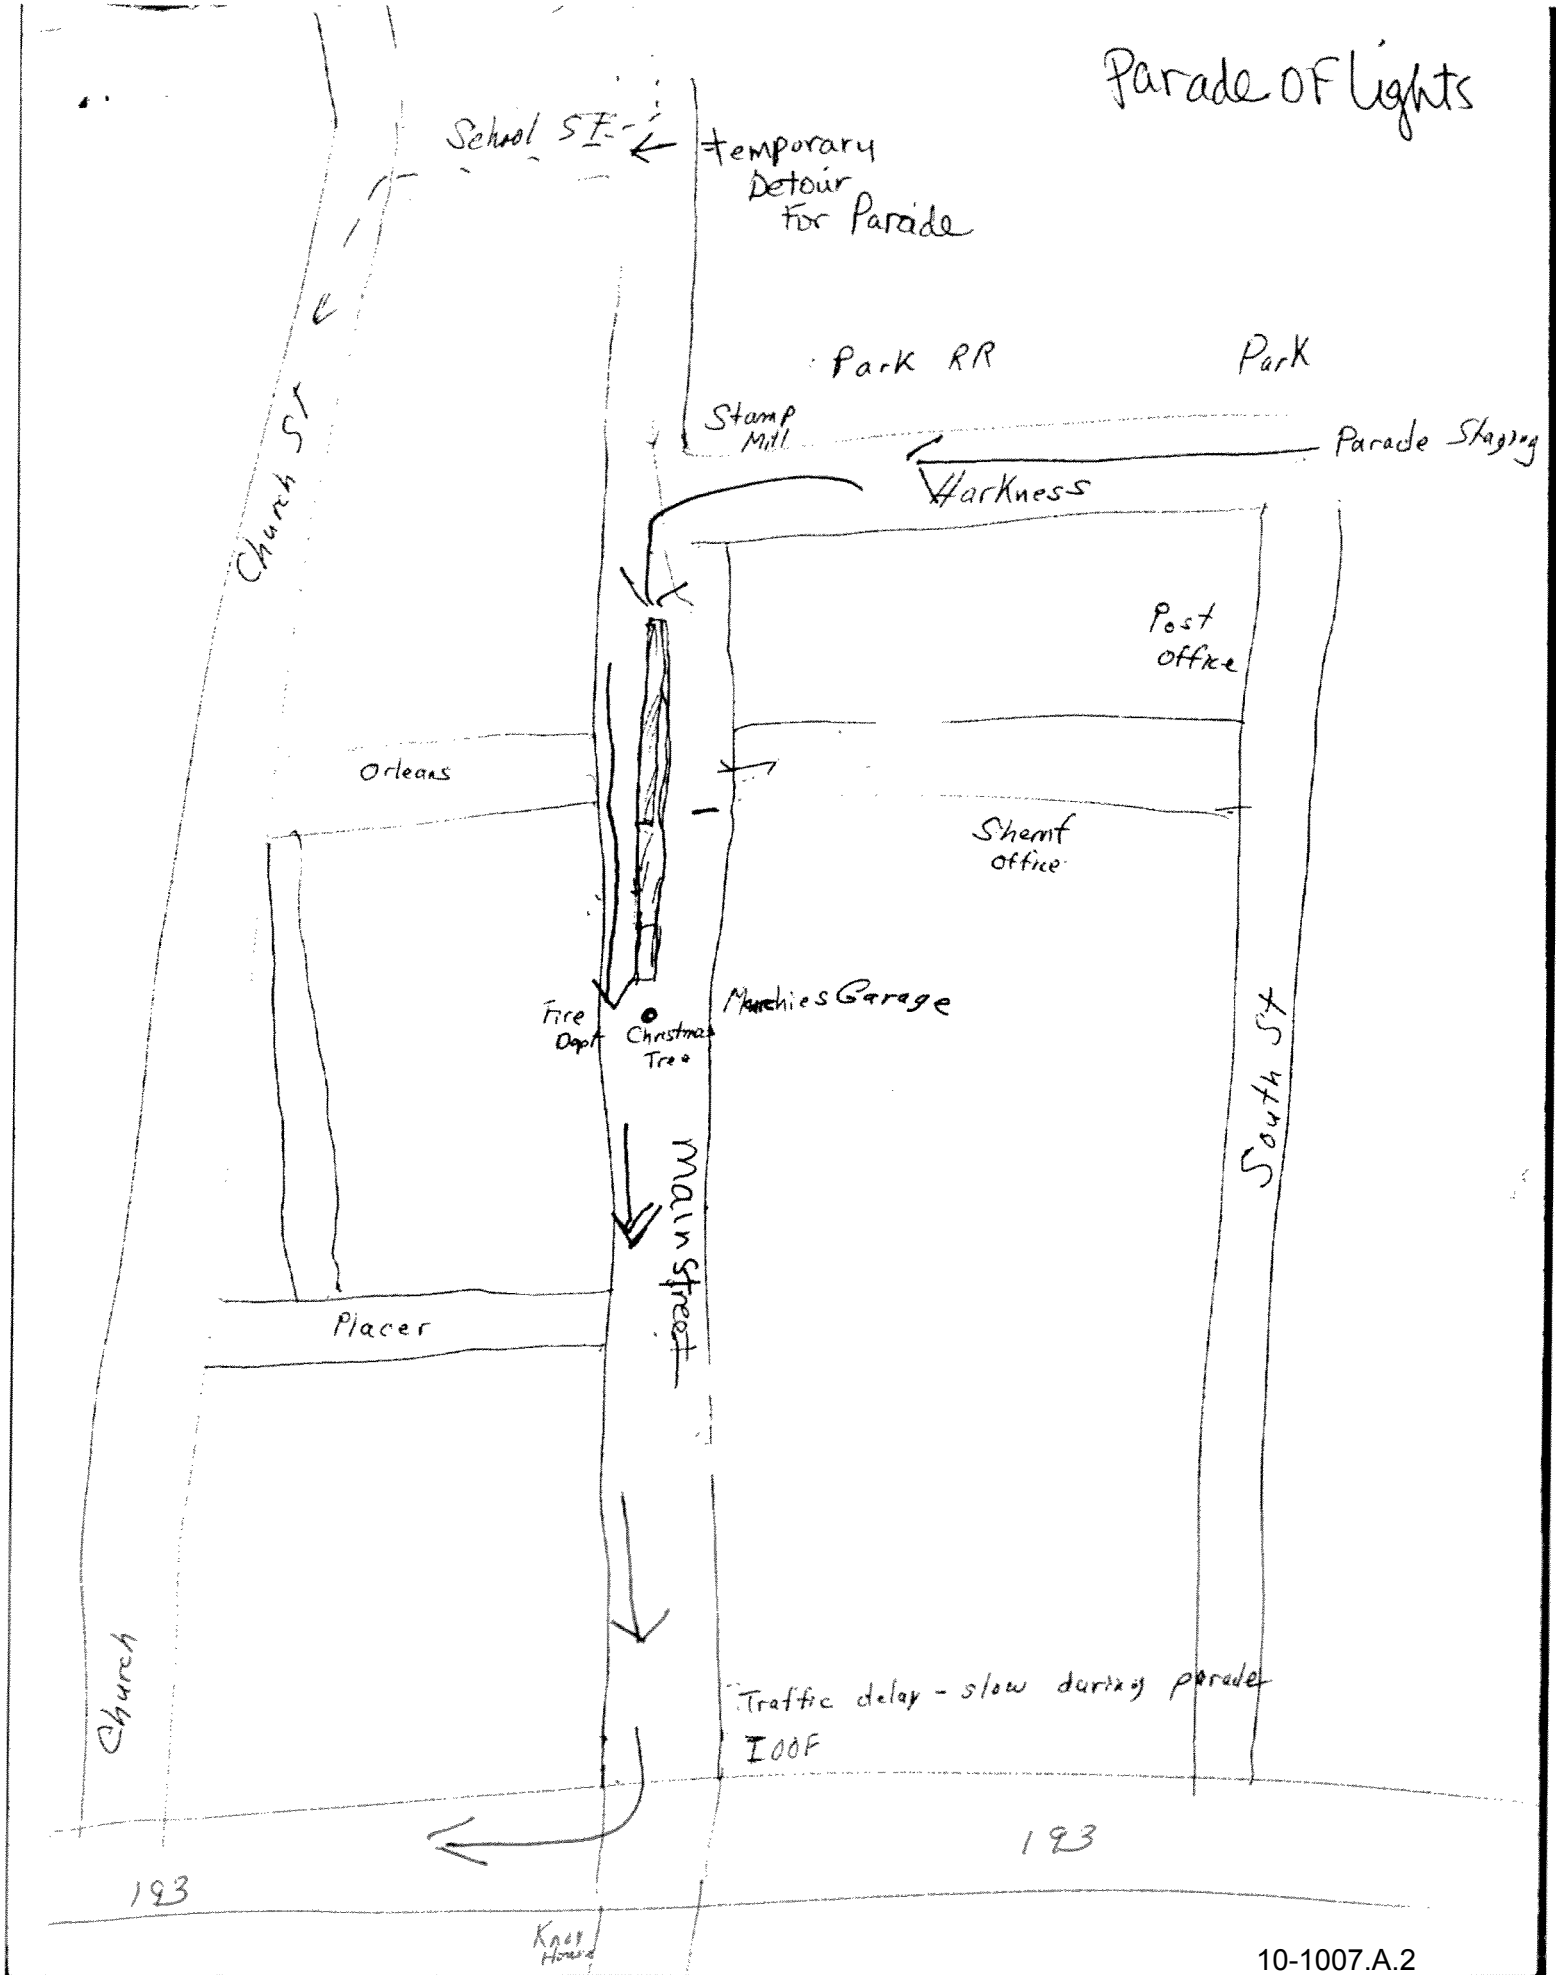 Parade of Lights
School St
temporary
Detour
For Parade
Park RR
Park
Stamp
Mill
Parade Staging
Harkness
Church St
Post
Office
Orleans
Sheriff
Office
Fire
Dept
Christmas
Tree
Garage
South St
Main Street
Placer
Church
Traffic delay - slow during parade
IOOF
193
193
House
10-1007.A.2